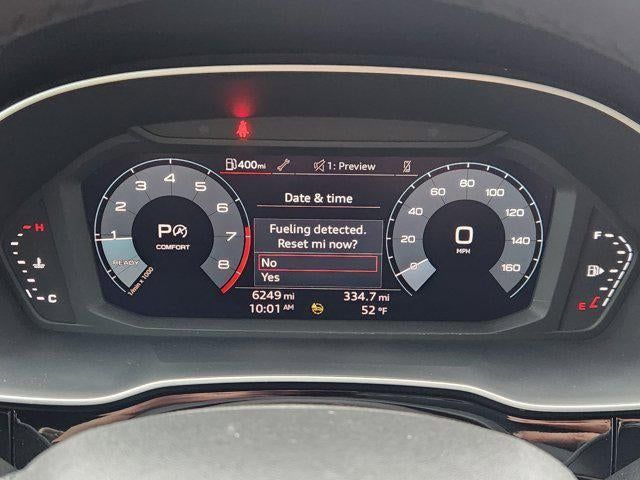 400mi 1: Preview
Date & time
Fueling detected.
Reset mi now?
No
Yes
6249 mi 334.7 mi
10:01 AM 52 °F
1 2 3 4 5 6 7 8
P
COMFORT
READY
1/min x 1000
0 20 40 60 80 100 120 140 160
0
MPH
H
C
F
E